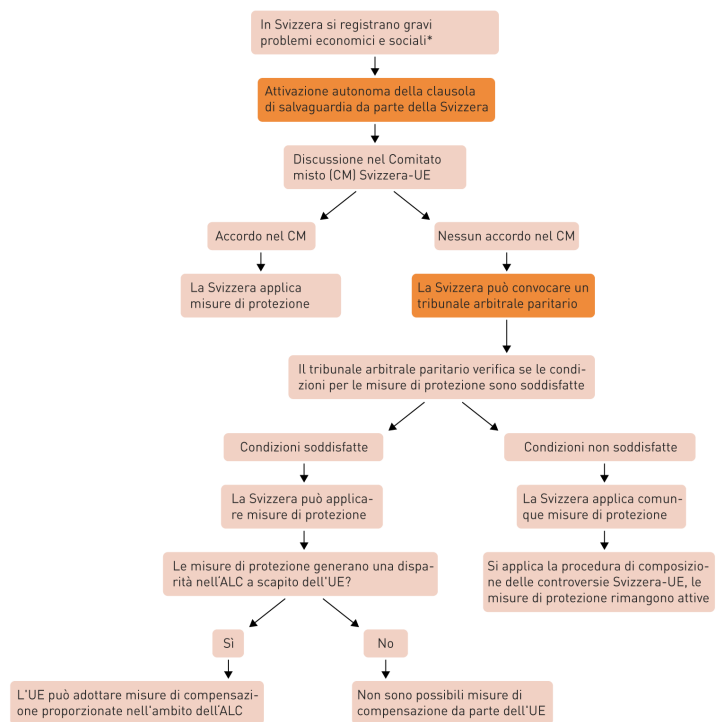 In Svizzera si registrano gravi
problemi economici e sociali*
Attivazione autonoma della clausola
di salvaguardia da parte della Svizzera
Discussione nel Comitato
misto (CM) Svizzera-UE
Accordo nel CM
Nessun accordo nel CM
La Svizzera applica
misure di protezione
La Svizzera può convocare un
tribunale arbitrale paritario
Il tribunale arbitrale paritario verifica se le condi-
zioni per le misure di protezione sono soddisfatte
Condizioni soddisfatte
Condizioni non soddisfatte
La Svizzera può applica-
re misure di protezione
La Svizzera applica comun-
que misure di protezione
Le misure di protezione generano una dispa-
rità nell'ALC a scapito dell'UE?
Si applica la procedura di composizio-
ne delle controversie Svizzera-UE, le
misure di protezione rimangono attive
Sì
No
L'UE può adottare misure di compensazi-
one proporzionate nell'ambito dell'ALC
Non sono possibili misure di
compensazione da parte dell'UE